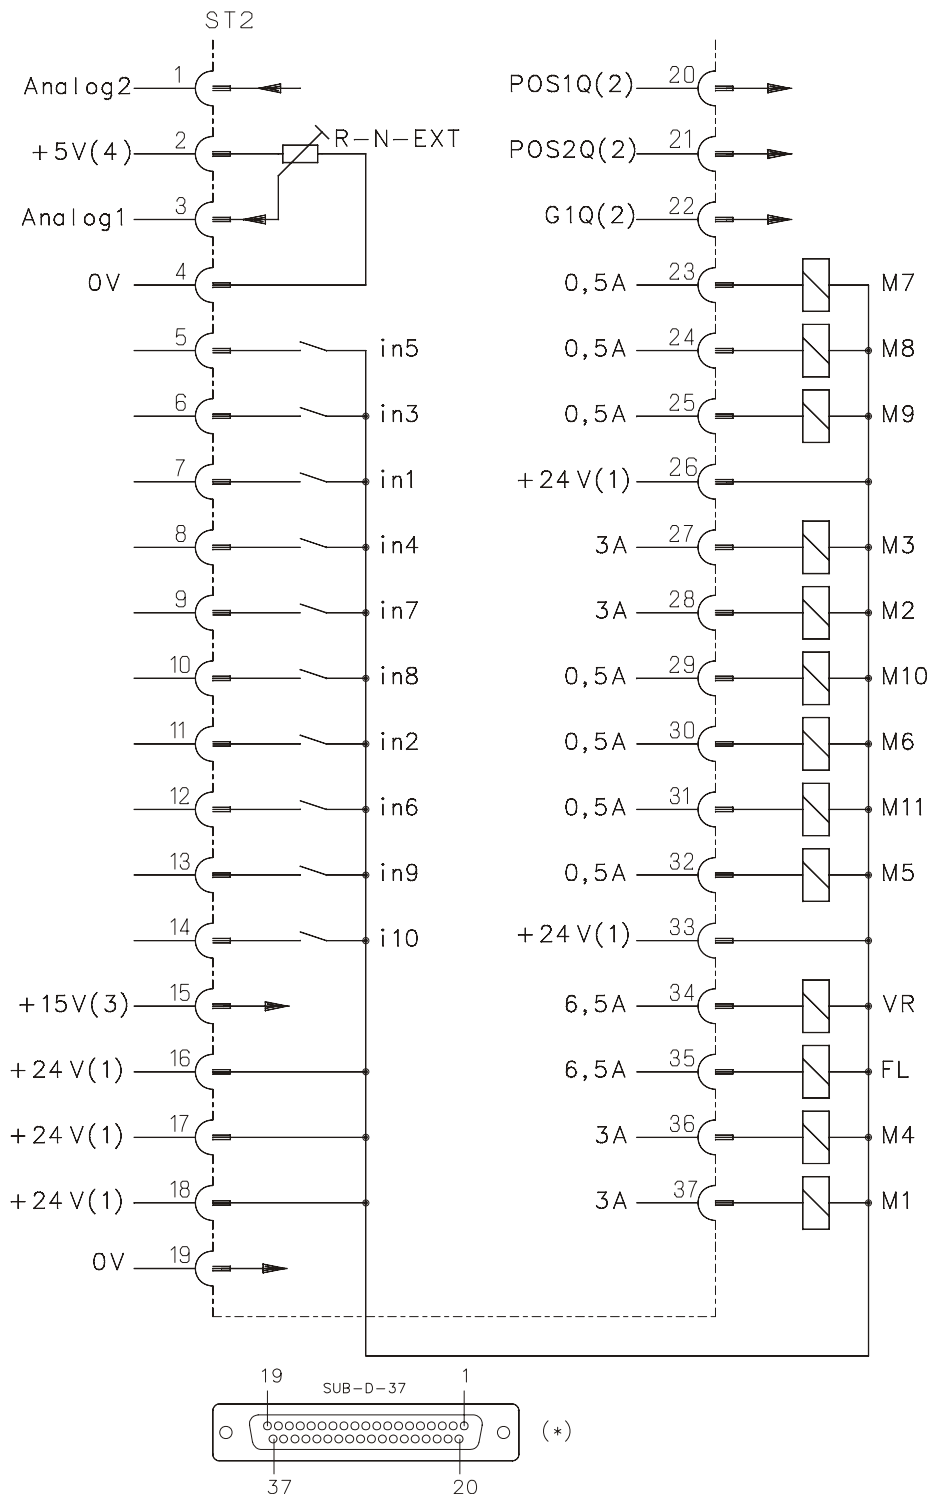 ST2
Analog2 1
+5V(4) 2 R-N-EXT
Analog1 3
0V 4
5 in5
6 in3
7 in1
8 in4
9 in7
10 in8
11 in2
12 in6
13 in9
14 i10
+15V(3) 15
+24V(1) 16
+24V(1) 17
+24V(1) 18
0V 19
POS1Q(2) 20
POS2Q(2) 21
G1Q(2) 22
0,5A 23 M7
0,5A 24 M8
0,5A 25 M9
+24V(1) 26
3A 27 M3
3A 28 M2
0,5A 29 M10
0,5A 30 M6
0,5A 31 M11
0,5A 32 M5
+24V(1) 33
6,5A 34 VR
6,5A 35 FL
3A 36 M4
3A 37 M1
19 SUB-D-37 1
(*)
37 20